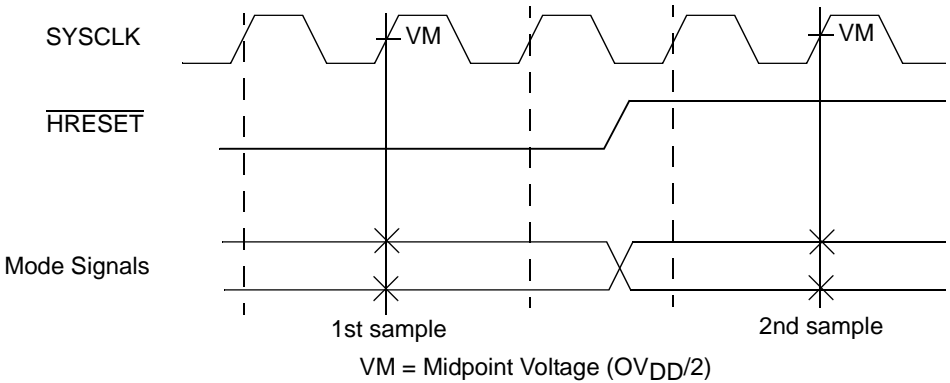 SYSCLK
VM
VM
HRESET
Mode Signals
1st sample
2nd sample
VM = Midpoint Voltage (OVDD/2)